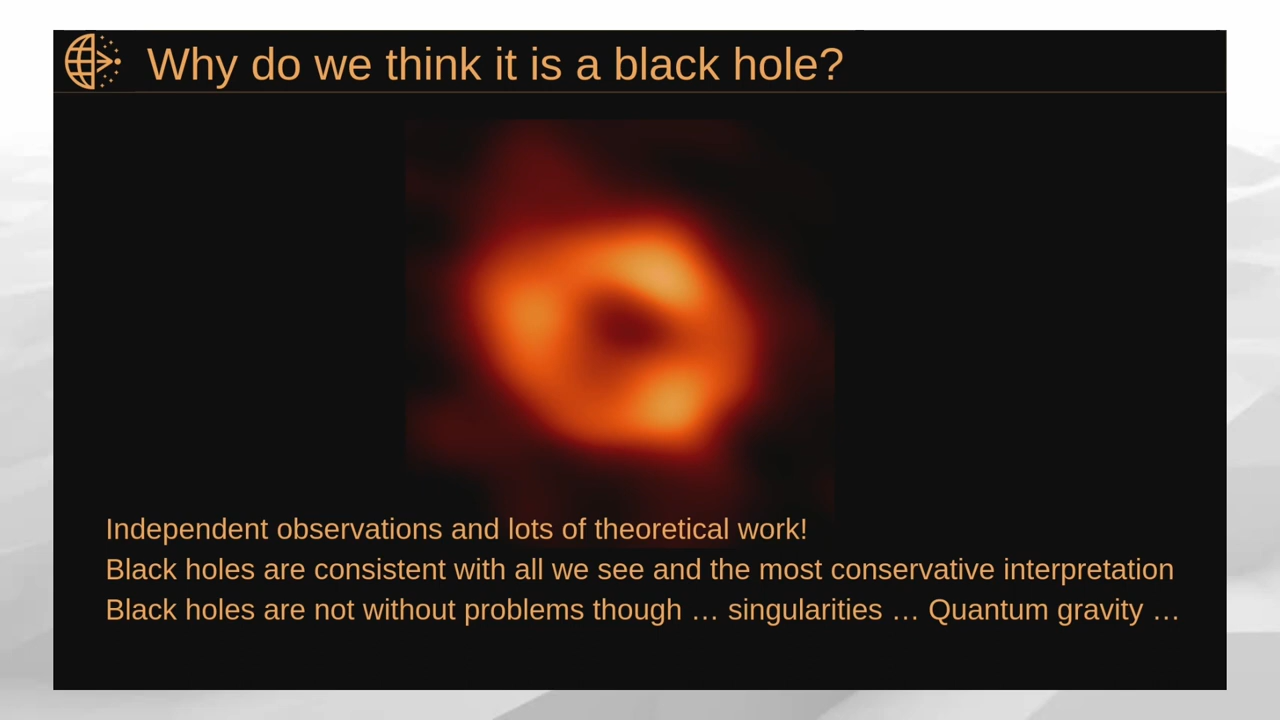 Why do we think it is a black hole?
Independent observations and lots of theoretical work!
Black holes are consistent with all we see and the most conservative interpretation
Black holes are not without problems though … singularities … Quantum gravity …